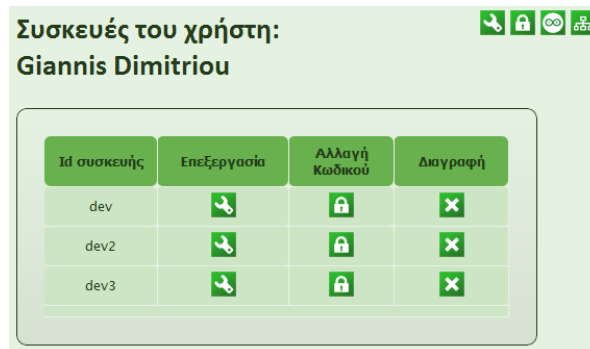 Συσκευές του χρήστη:
Giannis Dimitriou
Id συσκευής Επεξεργασία Αλλαγή Κωδικού Διαγραφή
dev
dev2
dev3